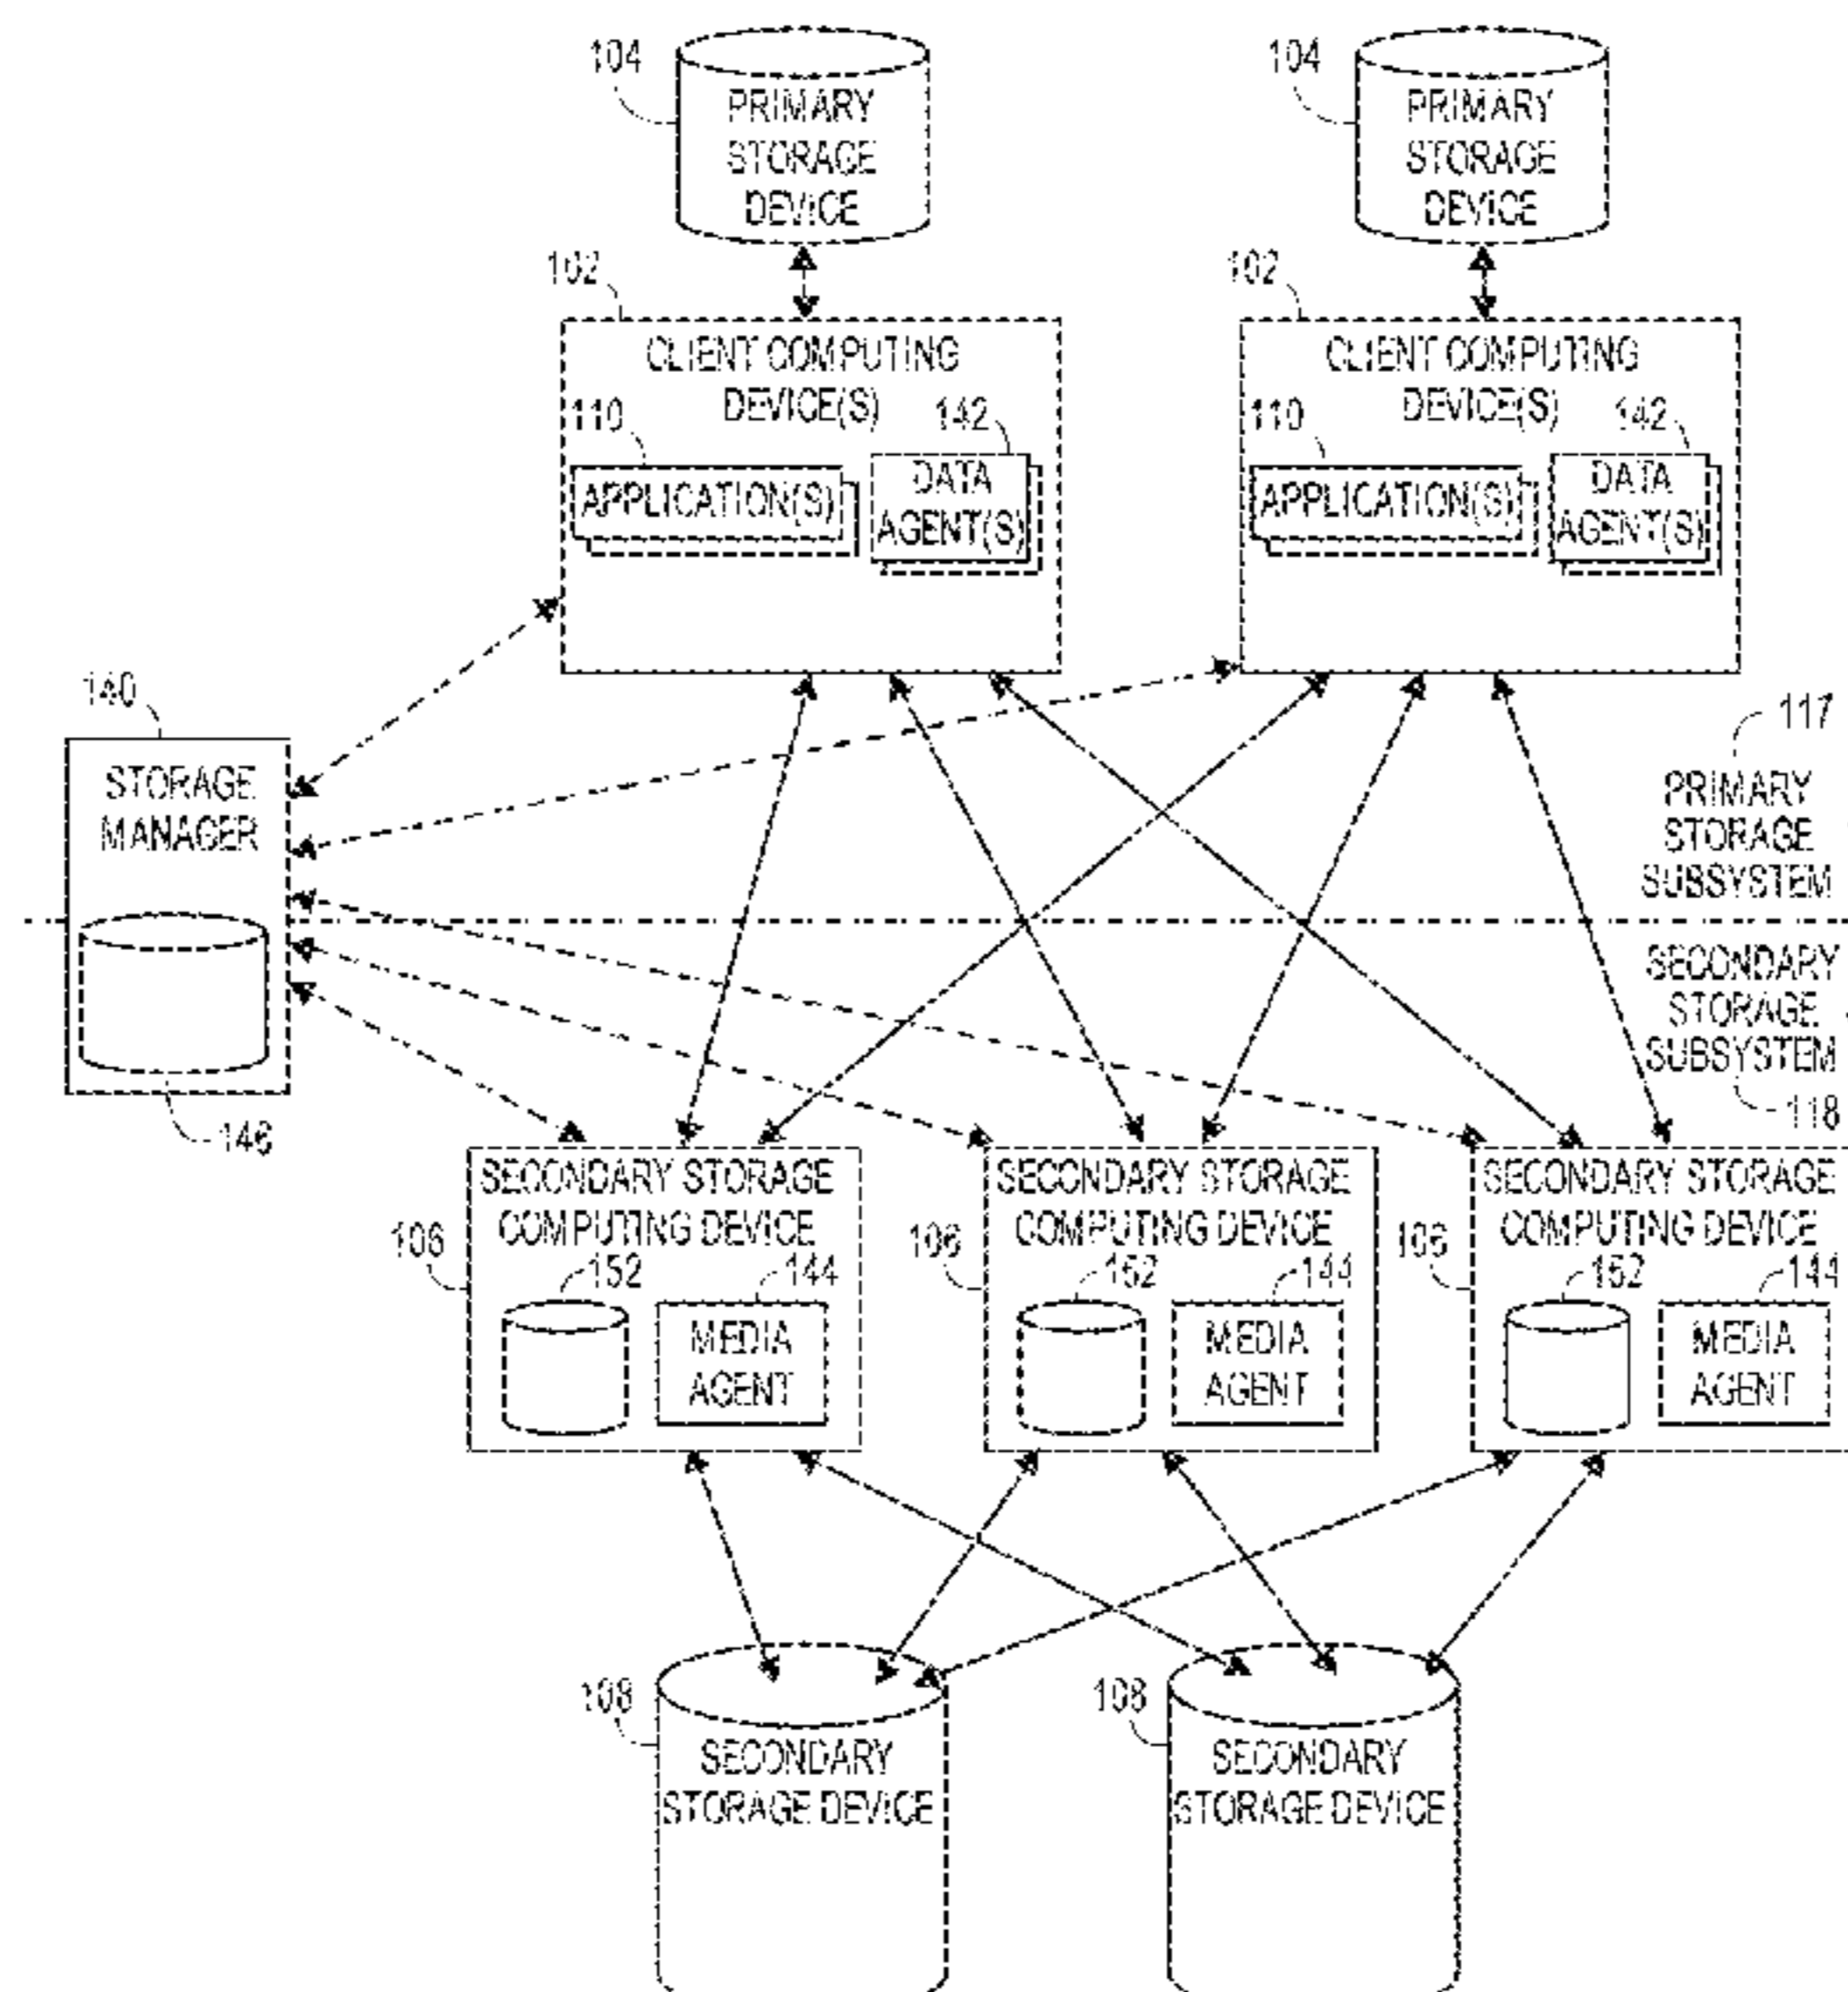 104
PRIMARY
STORAGE
DEVICE
104
PRIMARY
STORAGE
DEVICE
102
CLIENT COMPUTING
DEVICE(S)
110
APPLICATION(S)
142
DATA
AGENT(S)
102
CLIENT COMPUTING
DEVICE(S)
110
APPLICATION(S)
142
DATA
AGENT(S)
140
STORAGE
MANAGER
146
117
PRIMARY
STORAGE
SUBSYSTEM
SECONDARY
STORAGE
SUBSYSTEM
118
106
SECONDARY STORAGE
COMPUTING DEVICE
152
144
MEDIA
AGENT
106
SECONDARY STORAGE
COMPUTING DEVICE
152
144
MEDIA
AGENT
106
SECONDARY STORAGE
COMPUTING DEVICE
152
144
MEDIA
AGENT
108
SECONDARY
STORAGE DEVICE
108
SECONDARY
STORAGE DEVICE